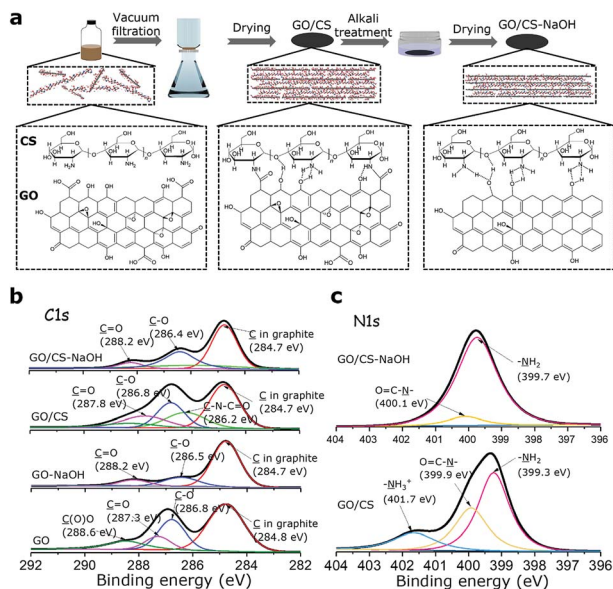 a
Vacuum
filtration
Drying
GO/CS
Alkali
treatment
Drying
GO/CS-NaOH
CS
GO
b
C1s
C=O
(288.2 eV)
C-O
(286.4 eV)
C in graphite
(284.7 eV)
GO/CS-NaOH
C=O
(287.8 eV)
C-O
(286.8 eV)
C-N-C=O
(286.2 eV)
C in graphite
(284.7 eV)
GO/CS
C=O
(288.2 eV)
C-O
(286.5 eV)
C in graphite
(284.7 eV)
GO-NaOH
C(O)O
(288.6 eV)
C=O
(287.3 eV)
C-O
(286.8 eV)
C in graphite
(284.8 eV)
GO
292 290 288 286 284 282
Binding energy (eV)
c
N1s
GO/CS-NaOH
-NH2
(399.7 eV)
O=C-N-
(400.1 eV)
404 403 402 401 400 399 398 397 396
GO/CS
-NH3+
(401.7 eV)
O=C-N-
(399.9 eV)
-NH2
(399.3 eV)
404 403 402 401 400 399 398 397 396
Binding energy (eV)